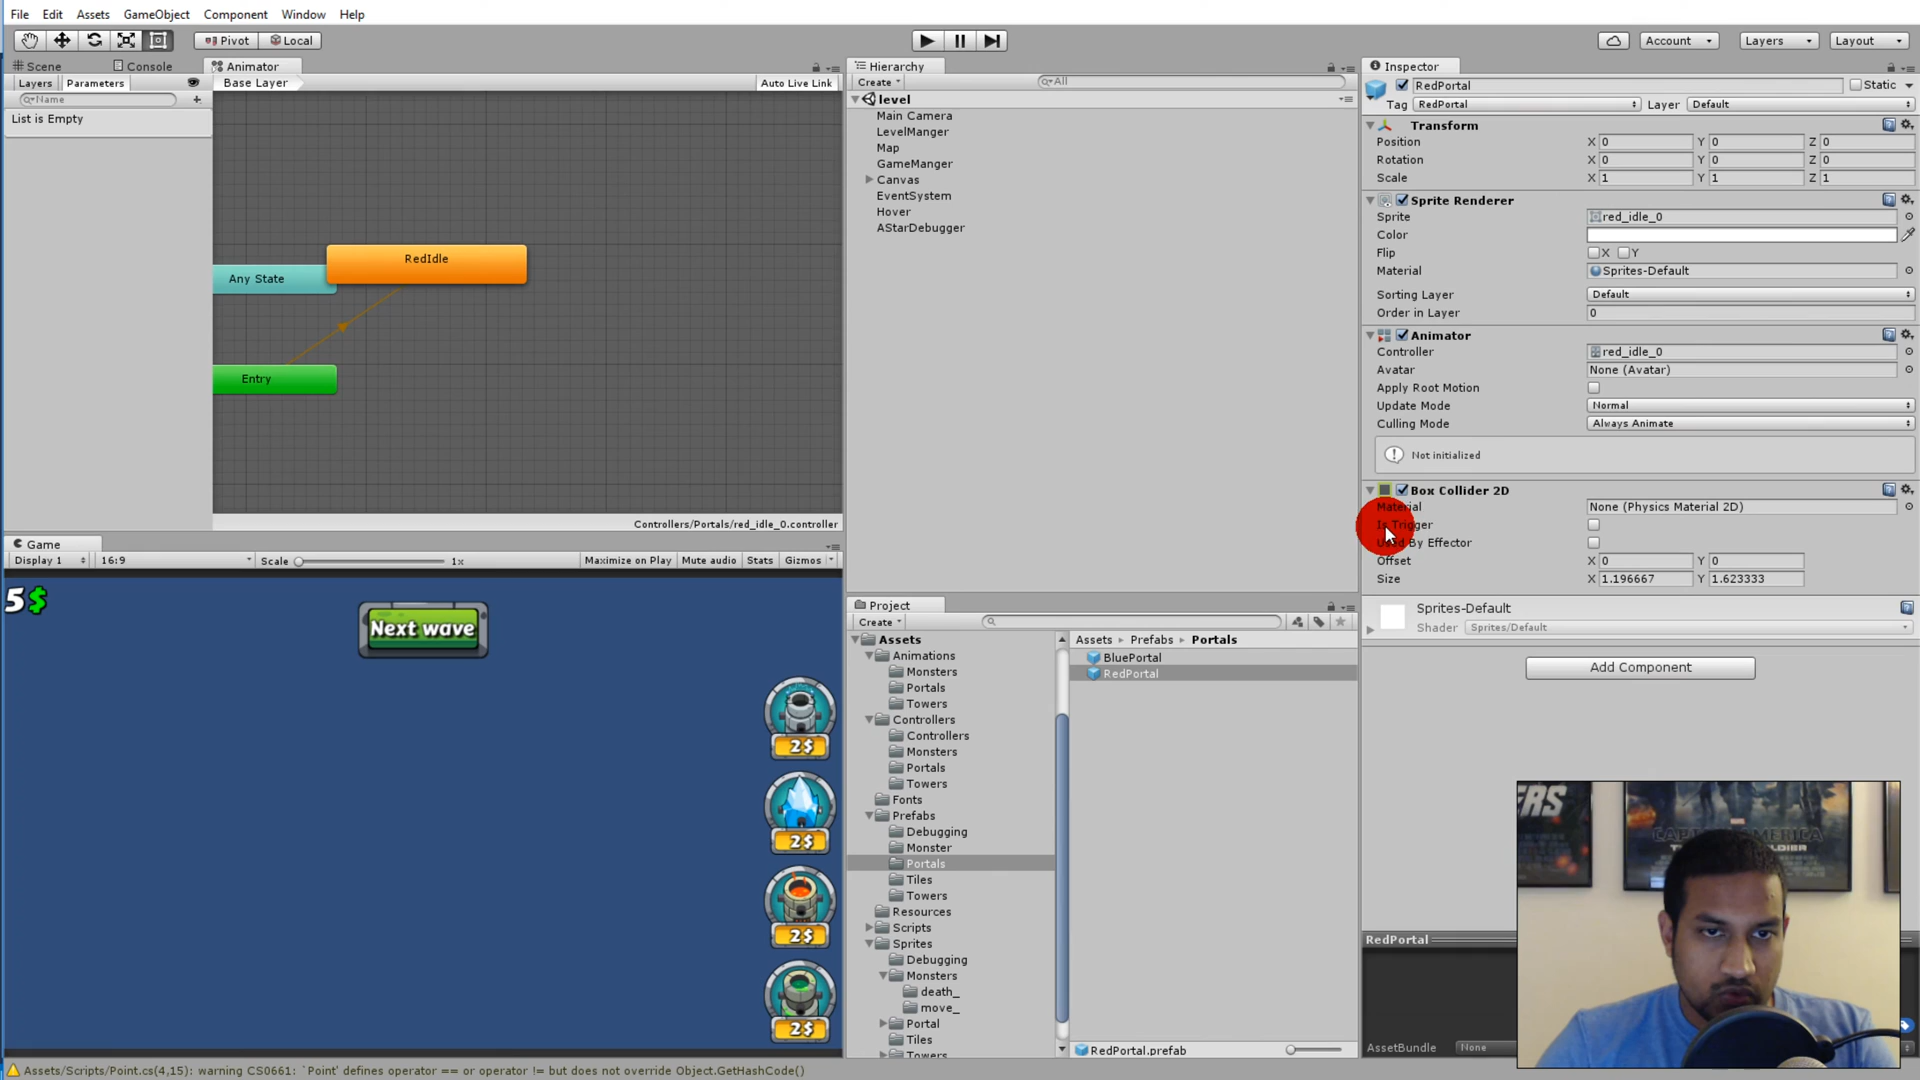 File Edit Assets GameObject Component Window Help
Pivot Local Account Layers Layout
Scene Console Animator
Layers Parameters Base Layer Auto Live Link
Name
List is Empty
Any State
RedIdle
Entry
Controllers/Portals/red_idle_0.controller
Game
Display 1 16:9 Scale 1x Maximize on Play Mute audio Stats Gizmos
5$
Next wave
2$
2$
2$
2$
Hierarchy
Create All
level
Main Camera
LevelManger
Map
GameManger
Canvas
EventSystem
Hover
AStarDebugger
Project
Create
Assets
Animations
Monsters
Portals
Towers
Controllers
Controllers
Monsters
Portals
Towers
Fonts
Prefabs
Debugging
Monster
Portals
Tiles
Towers
Resources
Scripts
Sprites
Debugging
Monsters
death_
move_
Portal
Tiles
Towers
Assets Prefabs Portals
BluePortal
RedPortal
RedPortal.prefab
Inspector
RedPortal Static
Tag RedPortal Layer Default
Transform
Position X 0 Y 0 Z 0
Rotation X 0 Y 0 Z 0
Scale X 1 Y 1 Z 1
Sprite Renderer
Sprite red_idle_0
Color
Flip X Y
Material Sprites-Default
Sorting Layer Default
Order in Layer 0
Animator
Controller red_idle_0
Avatar None (Avatar)
Apply Root Motion
Update Mode Normal
Culling Mode Always Animate
Not initialized
Box Collider 2D
Material None (Physics Material 2D)
Is Trigger
Used By Effector
Offset X 0 Y 0
Size X 1.196667 Y 1.623333
Sprites-Default
Shader Sprites/Default
Add Component
RedPortal
AssetBundle None
CAPTAIN AMERICA
Assets/Scripts/Point.cs(4,15): warning CS0661: `Point' defines operator == or operator != but does not override Object.GetHashCode()